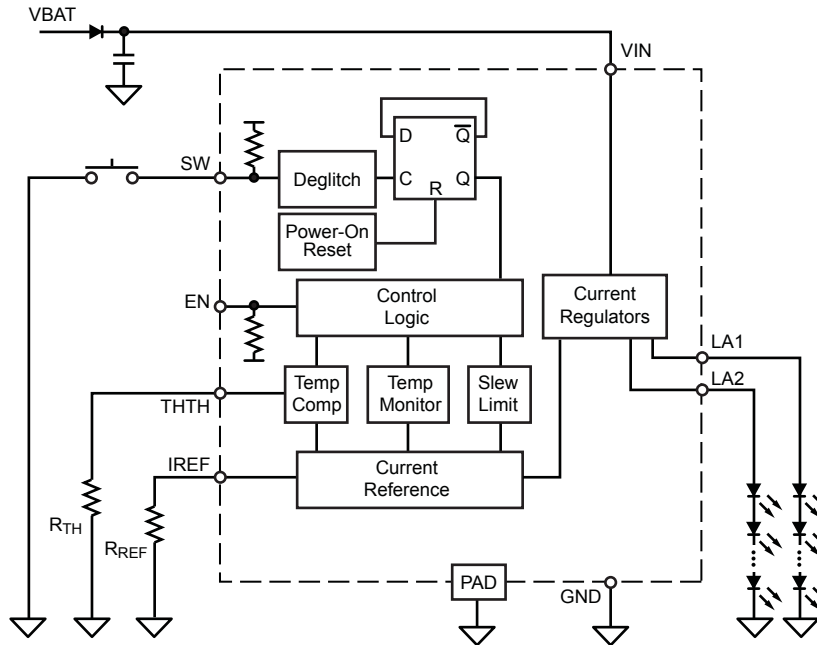 VBAT
VIN
SW
Deglitch
D
Q
C
Q
R
Power-On
Reset
EN
Control
Logic
Current
Regulators
LA1
LA2
THTH
Temp
Comp
Temp
Monitor
Slew
Limit
IREF
Current
Reference
RTH
RREF
PAD
GND